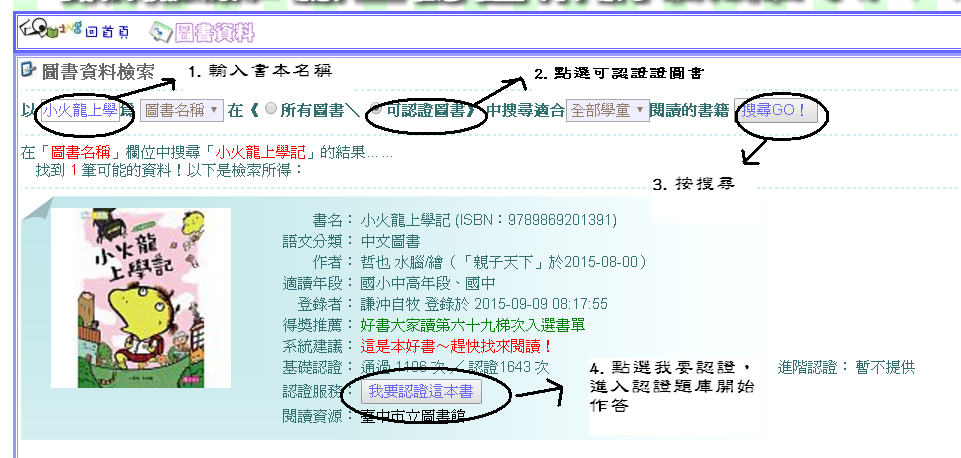 回首頁 圖書資料
圖書資料檢索
1. 輸入書本名稱
2. 點選可認證證圖書
以 小火龍上學 為 圖書名稱 在《 所有圖書╲ 可認證圖書》中搜尋適合 全部學童 閱讀的書籍 搜尋GO！
3. 按搜尋
在「圖書名稱」欄位中搜尋「小火龍上學記」的結果……
找到 1 筆可能的資料！以下是檢索所得：
小火龍
上學記
書名： 小火龍上學記 (ISBN：9789869201391)
語文分類： 中文圖書
作者： 哲也 水腦/繪（「親子天下」於2015-08-00）
適讀年段： 國小中高年段、國中
登錄者： 謙沖自牧 登錄於 2015-09-09 08:17:55
得獎推薦： 好書大家讀第六十九梯次入選書單
系統建議： 這是本好書～趕快找來閱讀！
基礎認證： 通過 1108 次／認證1643 次
進階認證： 暫不提供
認證服務： 我要認證這本書
閱讀資源： 臺中市立圖書館
4. 點選我要認證，
進入認證題庫開始
作答